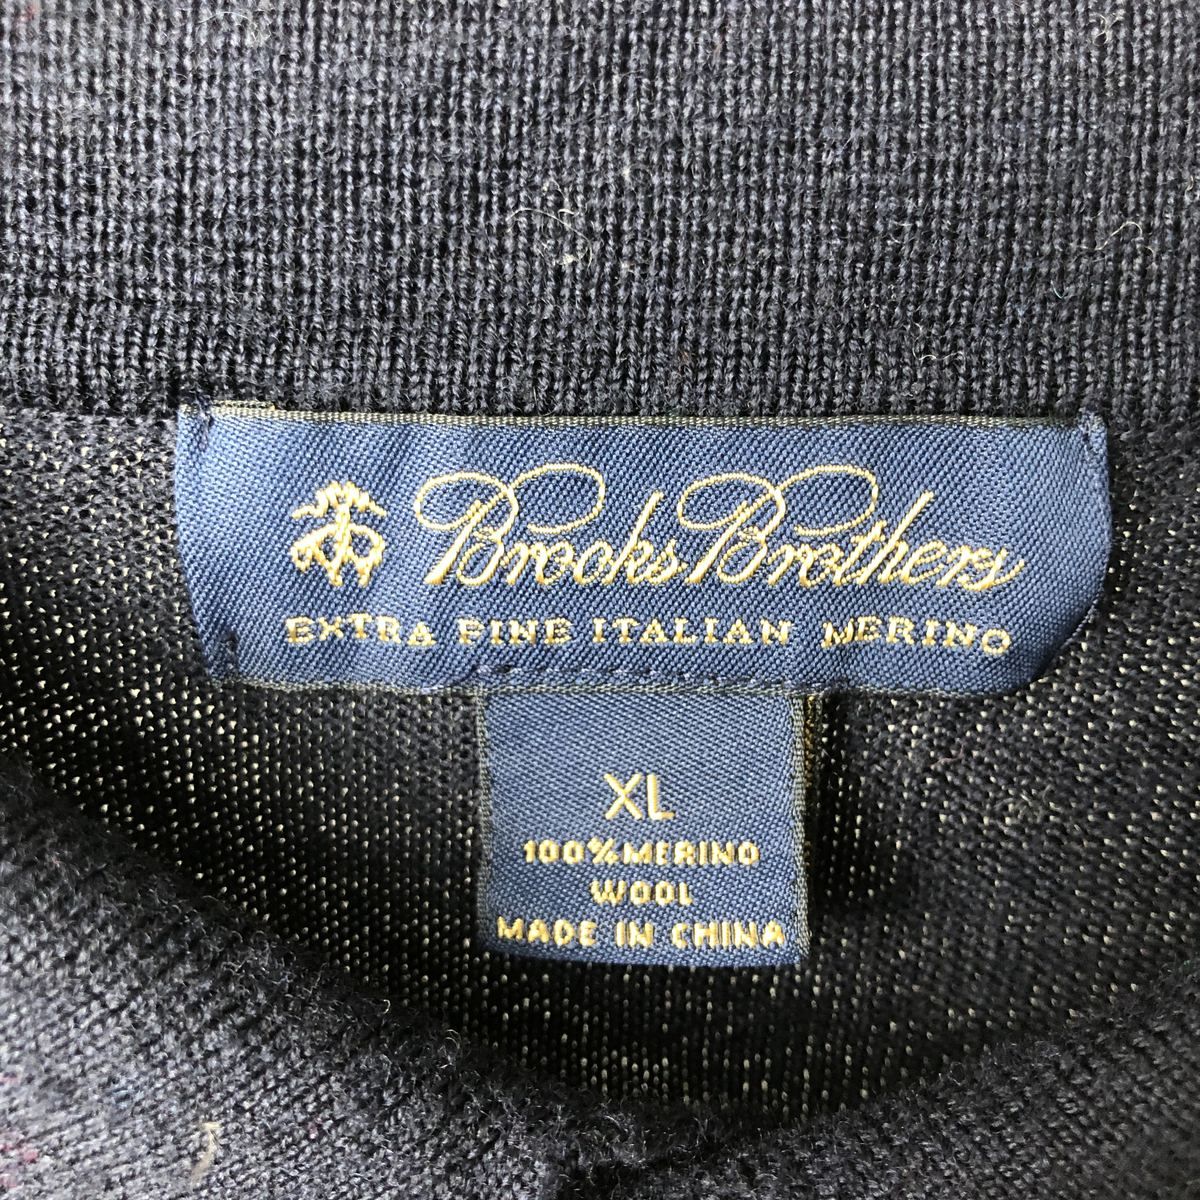 Brooks Brothers
EXTRA FINE ITALIAN MERINO
XL
100%MERINO
WOOL
MADE IN CHINA